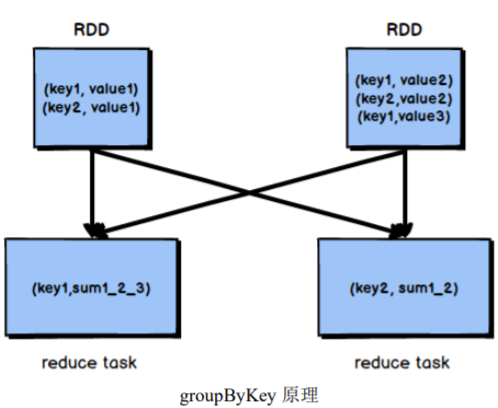 RDD
RDD
(key1, value1)
(key2, value1)
(key1, value2)
(key2,value2)
(key1,value3)
(key1,sum1_2_3)
(key2, sum1_2)
reduce task
reduce task
groupByKey 原理